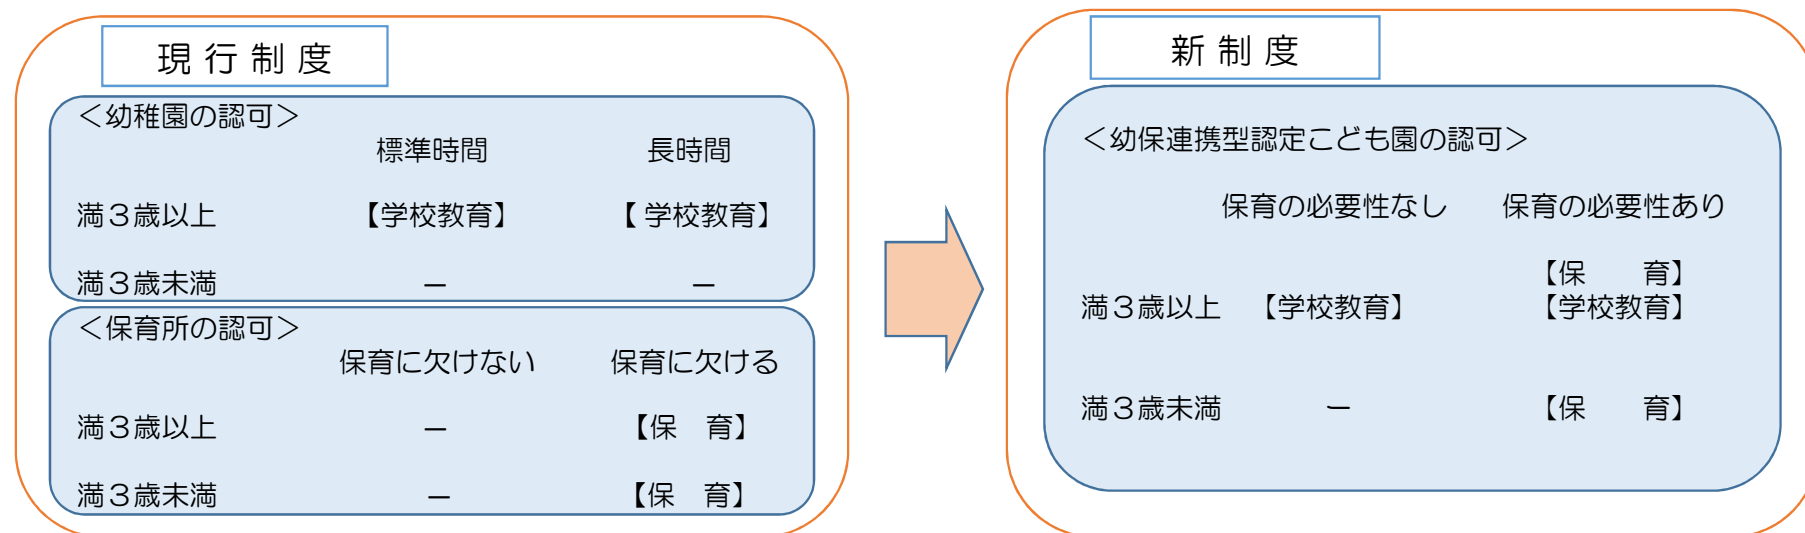 現行制度
＜幼稚園の認可＞
標準時間　長時間
満３歳以上　【学校教育】　【 学校教育】
満３歳未満　ー　ー
＜保育所の認可＞
保育に欠けない　保育に欠ける
満３歳以上　ー　【保　育】
満３歳未満　ー　【保　育】
新制度
＜幼保連携型認定こども園の認可＞
保育の必要性なし　保育の必要性あり
【保　　育】
満３歳以上　【学校教育】　【学校教育】
満３歳未満　ー　【保　　育】